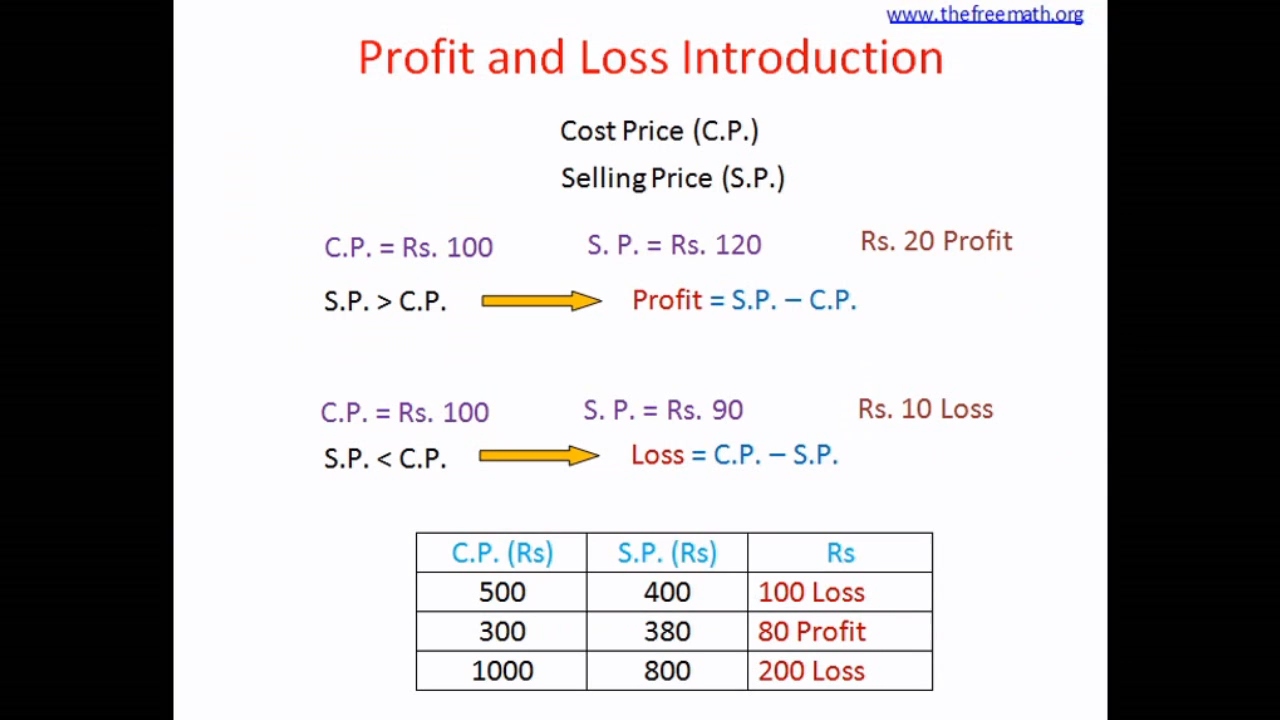 www.thefreemath.org
Profit and Loss Introduction
Cost Price (C.P.)
Selling Price (S.P.)
C.P. = Rs. 100 S. P. = Rs. 120 Rs. 20 Profit
S.P. > C.P. Profit = S.P. – C.P.
C.P. = Rs. 100 S. P. = Rs. 90 Rs. 10 Loss
S.P. < C.P. Loss = C.P. – S.P.
C.P. (Rs) S.P. (Rs) Rs
500 400 100 Loss
300 380 80 Profit
1000 800 200 Loss